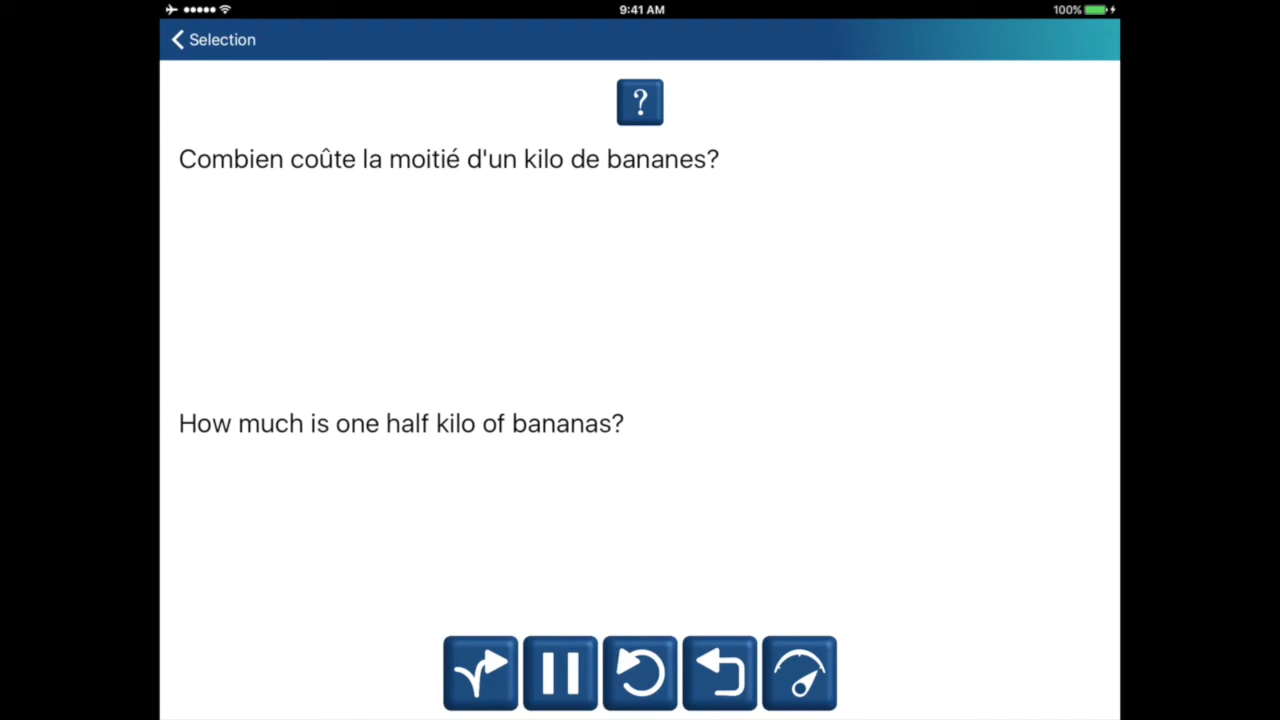 9:41 AM
100%
Selection
?
Combien coûte la moitié d'un kilo de bananes?
How much is one half kilo of bananas?